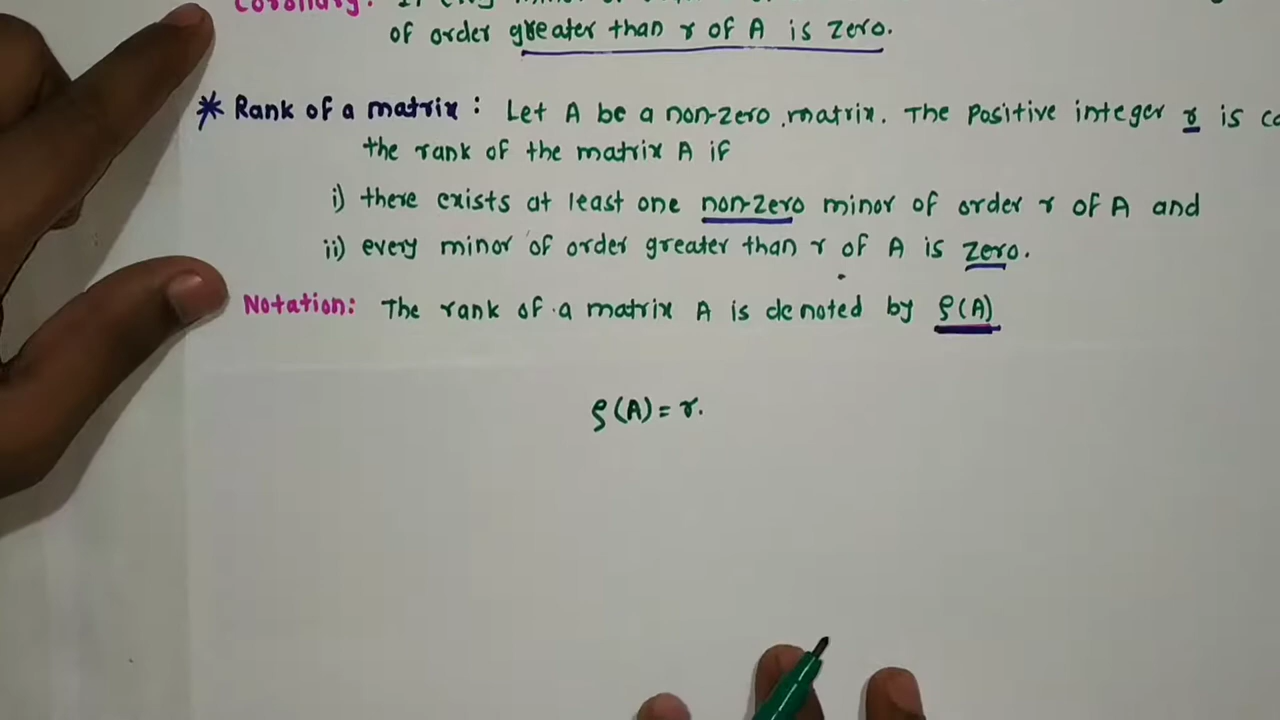 Corollary:
of order greater than r of A is zero.
* Rank of a matrix: Let A be a non-zero matrix. The positive integer r is
the rank of the matrix A if
i) there exists at least one non-zero minor of order r of A and
ii) every minor of order greater than r of A is zero.
Notation: The rank of a matrix A is denoted by ρ(A)
ρ(A) = r.